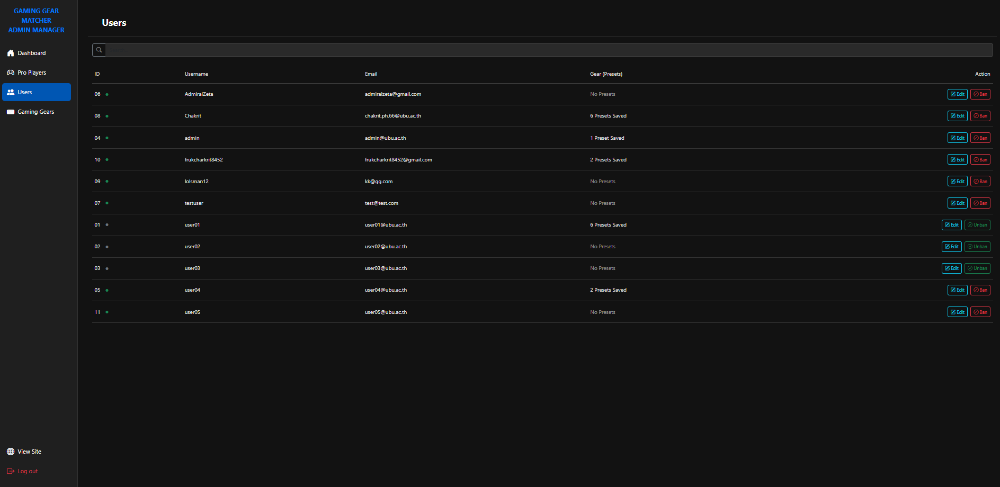 GAMING GEAR
MATCHER
ADMIN MANAGER
Dashboard
Pro Players
Users
Gaming Gears
View Site
Log out
Users
ID Username Email Gear (Presets) Action
06 AdmiralZeta admiralzeta@gmail.com No Presets Edit Ban
08 Chakrit chakrit.ph.66@ubu.ac.th 6 Presets Saved Edit Ban
04 admin admin@ubu.ac.th 1 Preset Saved Edit Ban
10 frukcharkrit8452 frukcharkrit8452@gmail.com 2 Presets Saved Edit Ban
09 lolsman12 kk@gg.com No Presets Edit Ban
07 testuser test@test.com No Presets Edit Ban
01 user01 user01@ubu.ac.th 6 Presets Saved Edit Unban
02 user02 user02@ubu.ac.th No Presets Edit Unban
03 user03 user03@ubu.ac.th No Presets Edit Unban
05 user04 user04@ubu.ac.th 2 Presets Saved Edit Ban
11 user05 user05@ubu.ac.th No Presets Edit Ban